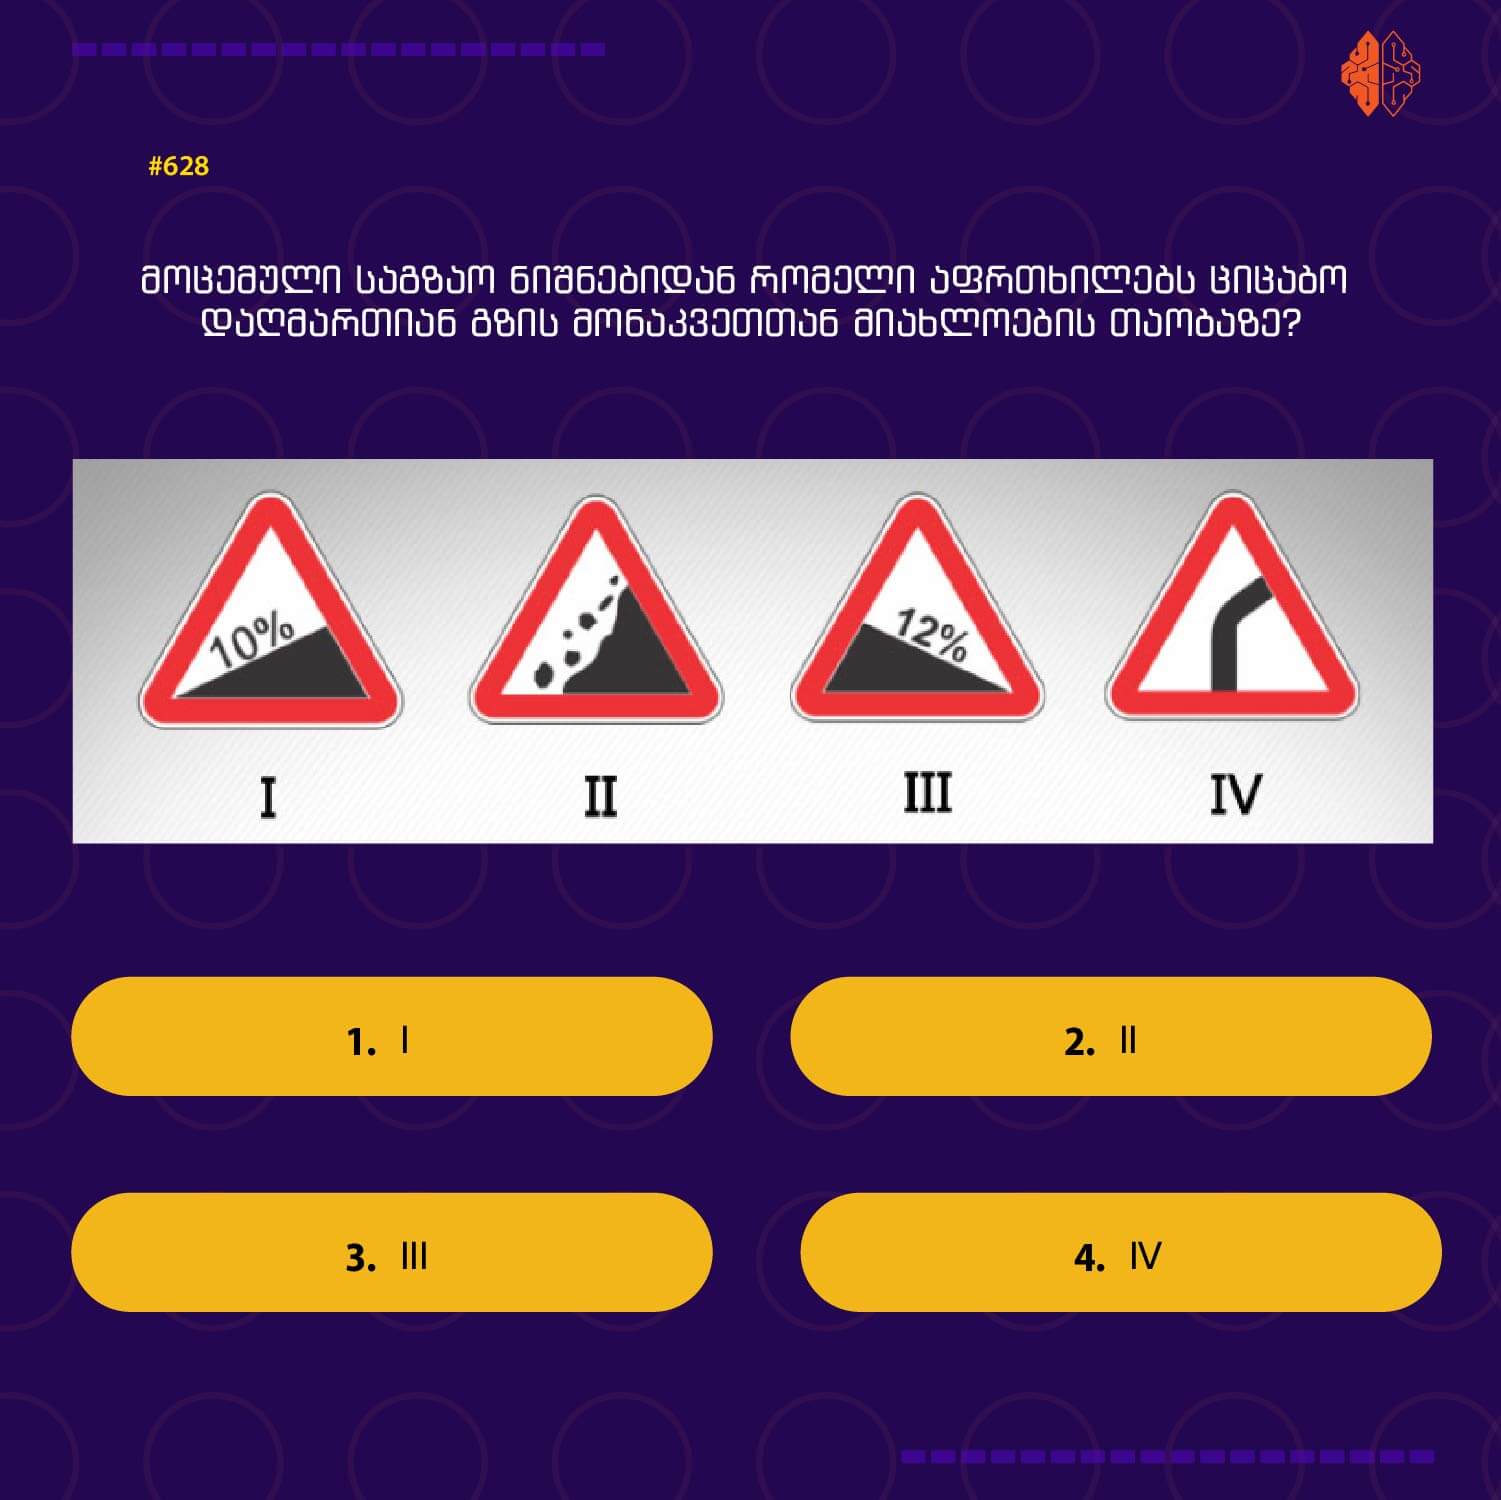 #628
მოცემული საგზაო ნიშნებიდან რომელი აფრთხილებს ციცაბო
დაღმართიან გზის მონაკვეთთან მიახლოების თაობაზე?
10%
12%
I
II
III
IV
1. I
2. II
3. III
4. IV